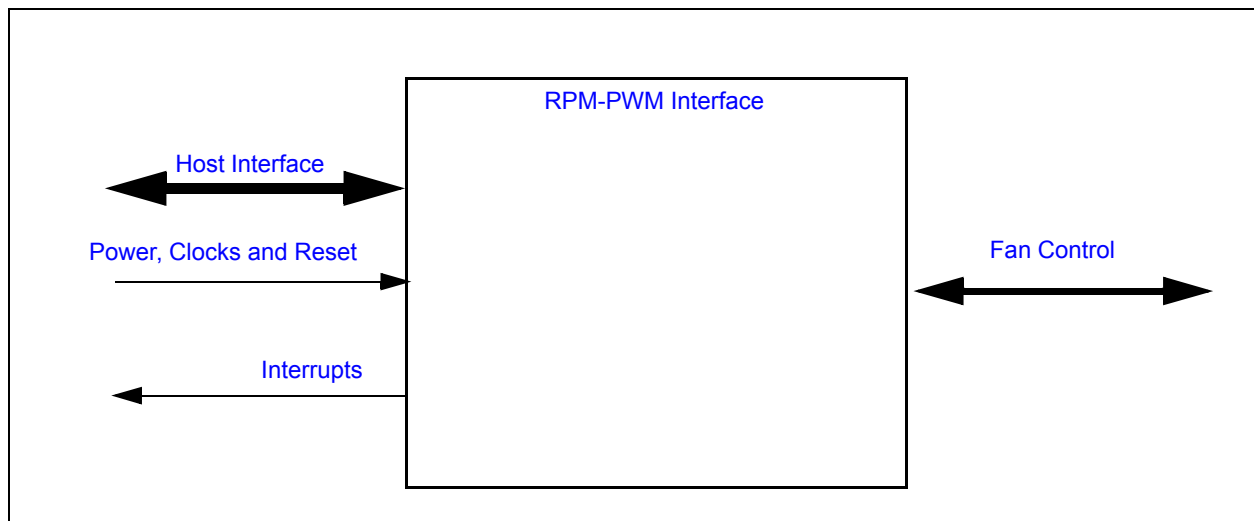 RPM-PWM Interface
Host Interface
Power, Clocks and Reset
Fan Control
Interrupts